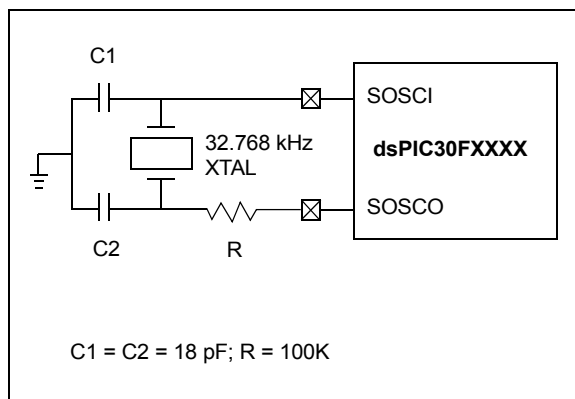 C1
SOSCI
32.768 kHz
XTAL
dsPIC30FXXXX
SOSCO
C2
R
C1 = C2 = 18 pF; R = 100K